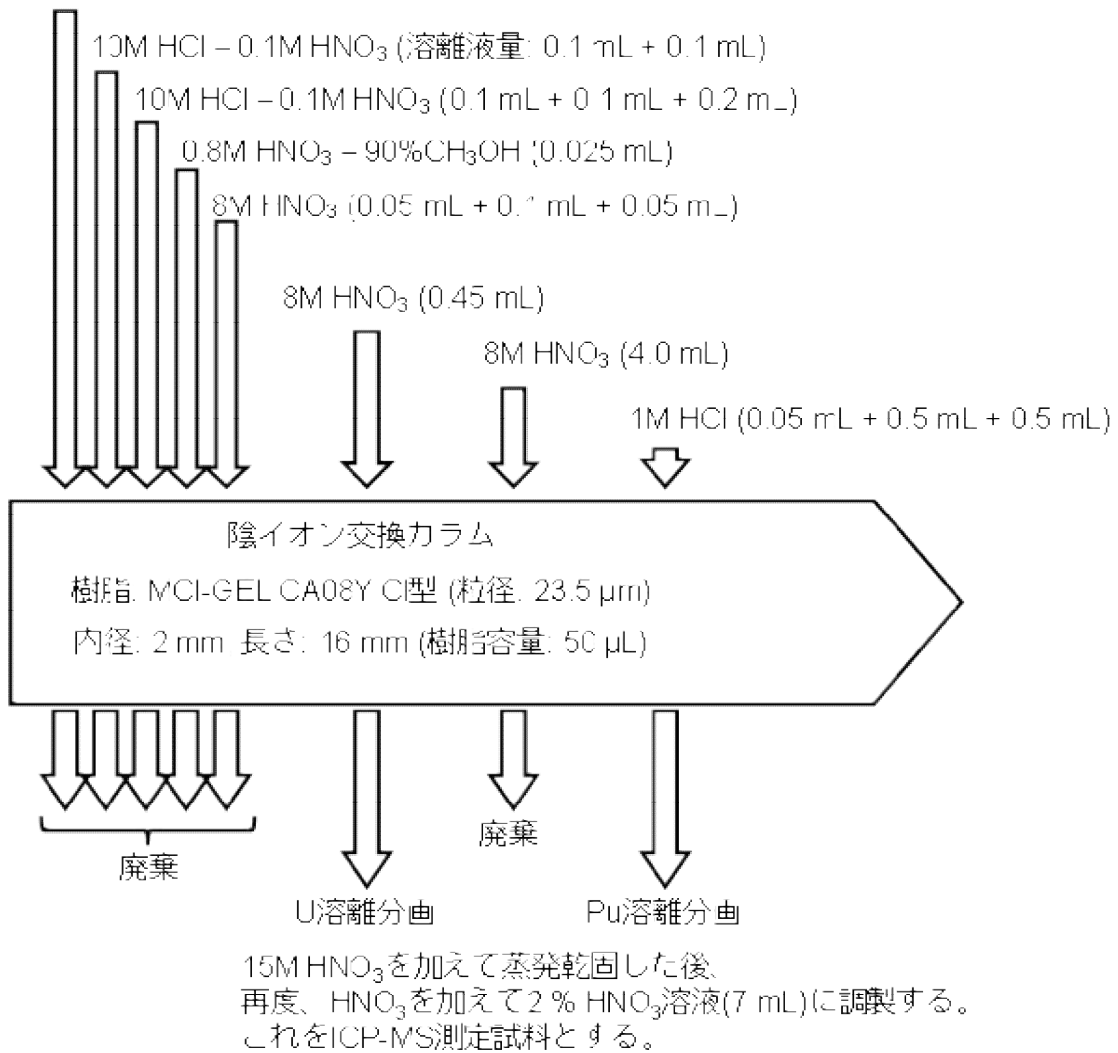 10M HCl – 0.1M HNO₃ (溶離液量: 0.1 mL + 0.1 mL)
10M HCl – 0.1M HNO₃ (0.1 mL + 0.1 mL + 0.2 mL)
0.8M HNO₃ – 90%CH₃OH (0.025 mL)
8M HNO₃ (0.05 mL + 0.1 mL + 0.05 mL)
8M HNO₃ (0.45 mL)
8M HNO₃ (4.0 mL)
1M HCl (0.05 mL + 0.5 mL + 0.5 mL)
陰イオン交換カラム
樹脂: MCI-GEL CA08Y Cl型 (粒径: 23.5 μm)
内径: 2 mm 長さ: 16 mm (樹脂容量: 50 μL)
廃棄
廃棄
U溶離分画
Pu溶離分画
15M HNO₃を加えて蒸発乾固した後、
再度、HNO₃を加えて2 % HNO₃溶液(7 mL)に調製する。
これをICP-MS測定試料とする。